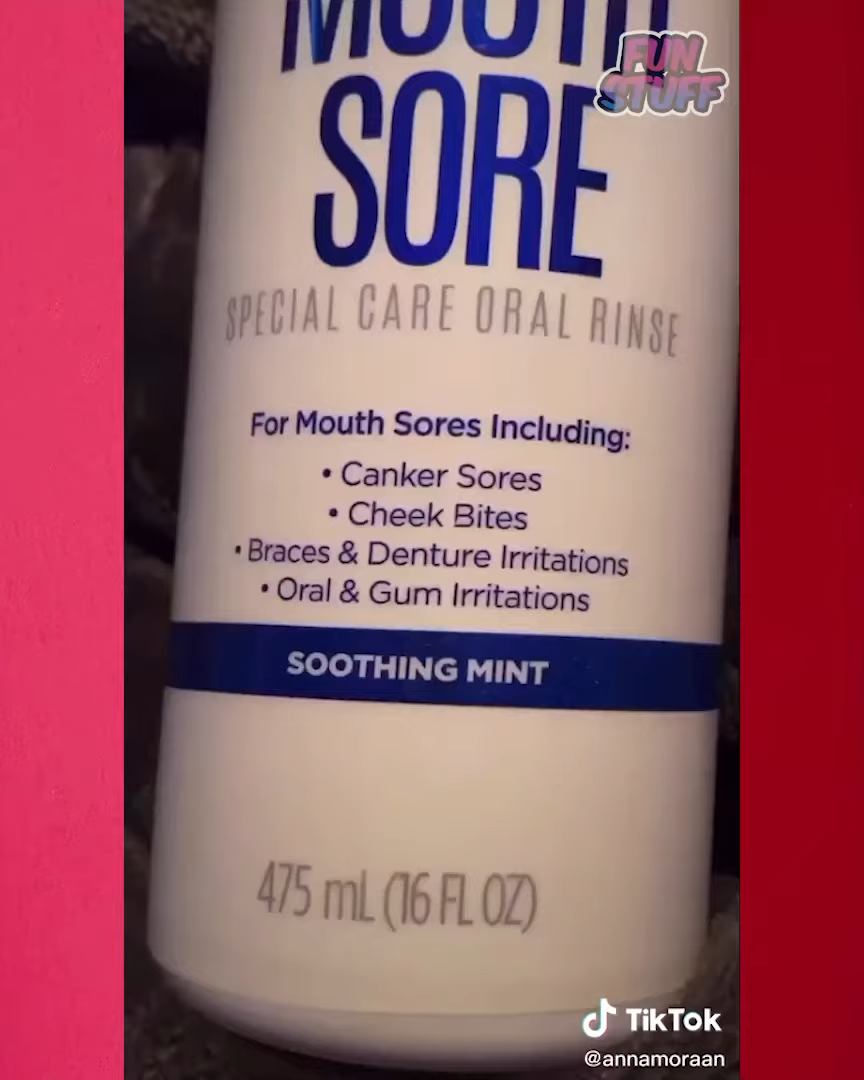 MOUTH
SORE
SPECIAL CARE ORAL RINSE
For Mouth Sores Including:
• Canker Sores
• Cheek Bites
• Braces & Denture Irritations
• Oral & Gum Irritations
SOOTHING MINT
475 mL (16 FL OZ)
FUN
STUFF
TikTok
@annamoraan